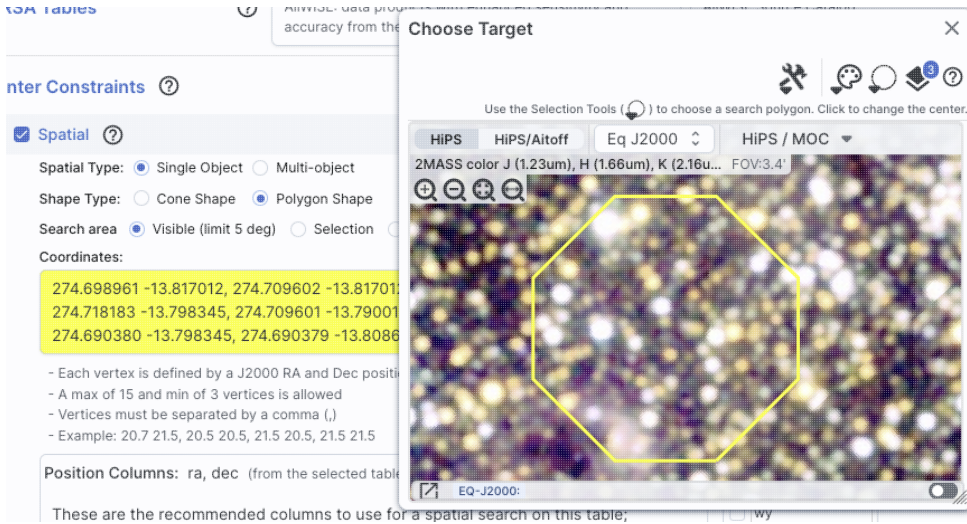 RSA Tables
AllWISE: data products with enhanced sensitivity and
accuracy from the
Choose Target
3
Use the Selection Tools ( ) to choose a search polygon. Click to change the center.
nter Constraints
Spatial
HiPS HiPS/Aitoff Eq J2000 HiPS / MOC
2MASS color J (1.23um), H (1.66um), K (2.16u... FOV:3.4'
Spatial Type: Single Object Multi-object
Shape Type: Cone Shape Polygon Shape
Search area Visible (limit 5 deg) Selection
Coordinates:
274.698961 -13.817012, 274.709602 -13.81701
274.718183 -13.798345, 274.709601 -13.79001
274.690380 -13.798345, 274.690379 -13.8086
- Each vertex is defined by a J2000 RA and Dec positi
- A max of 15 and min of 3 vertices is allowed
- Vertices must be separated by a comma (,)
- Example: 20.7 21.5, 20.5 20.5, 21.5 20.5, 21.5 21.5
Position Columns: ra, dec (from the selected table
EQ-J2000:
These are the recommended columns to use for a spatial search on this table;
wy